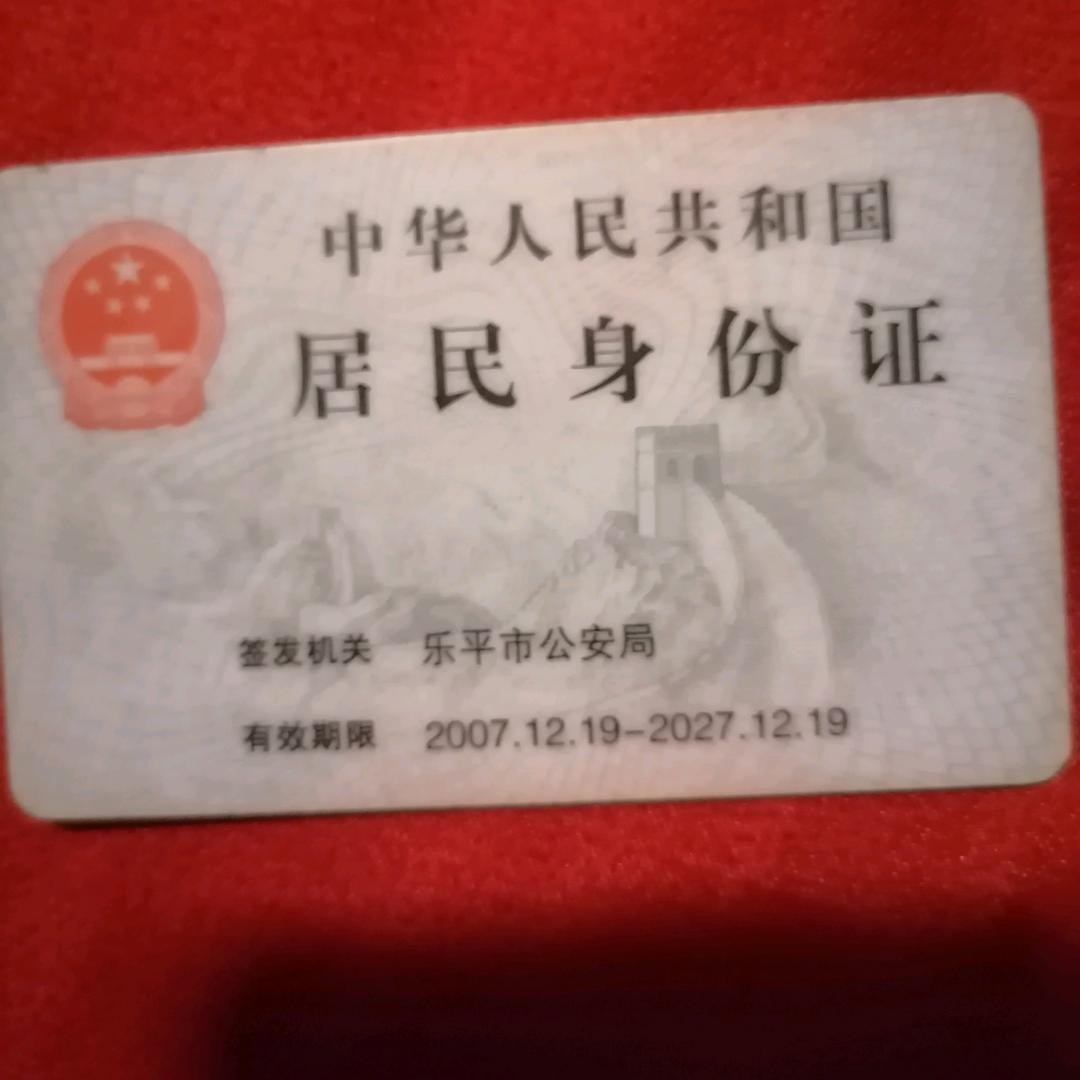 中华人民共和国
居民身份证
签发机关 乐平市公安局
有效期限 2007.12.19-2027.12.19